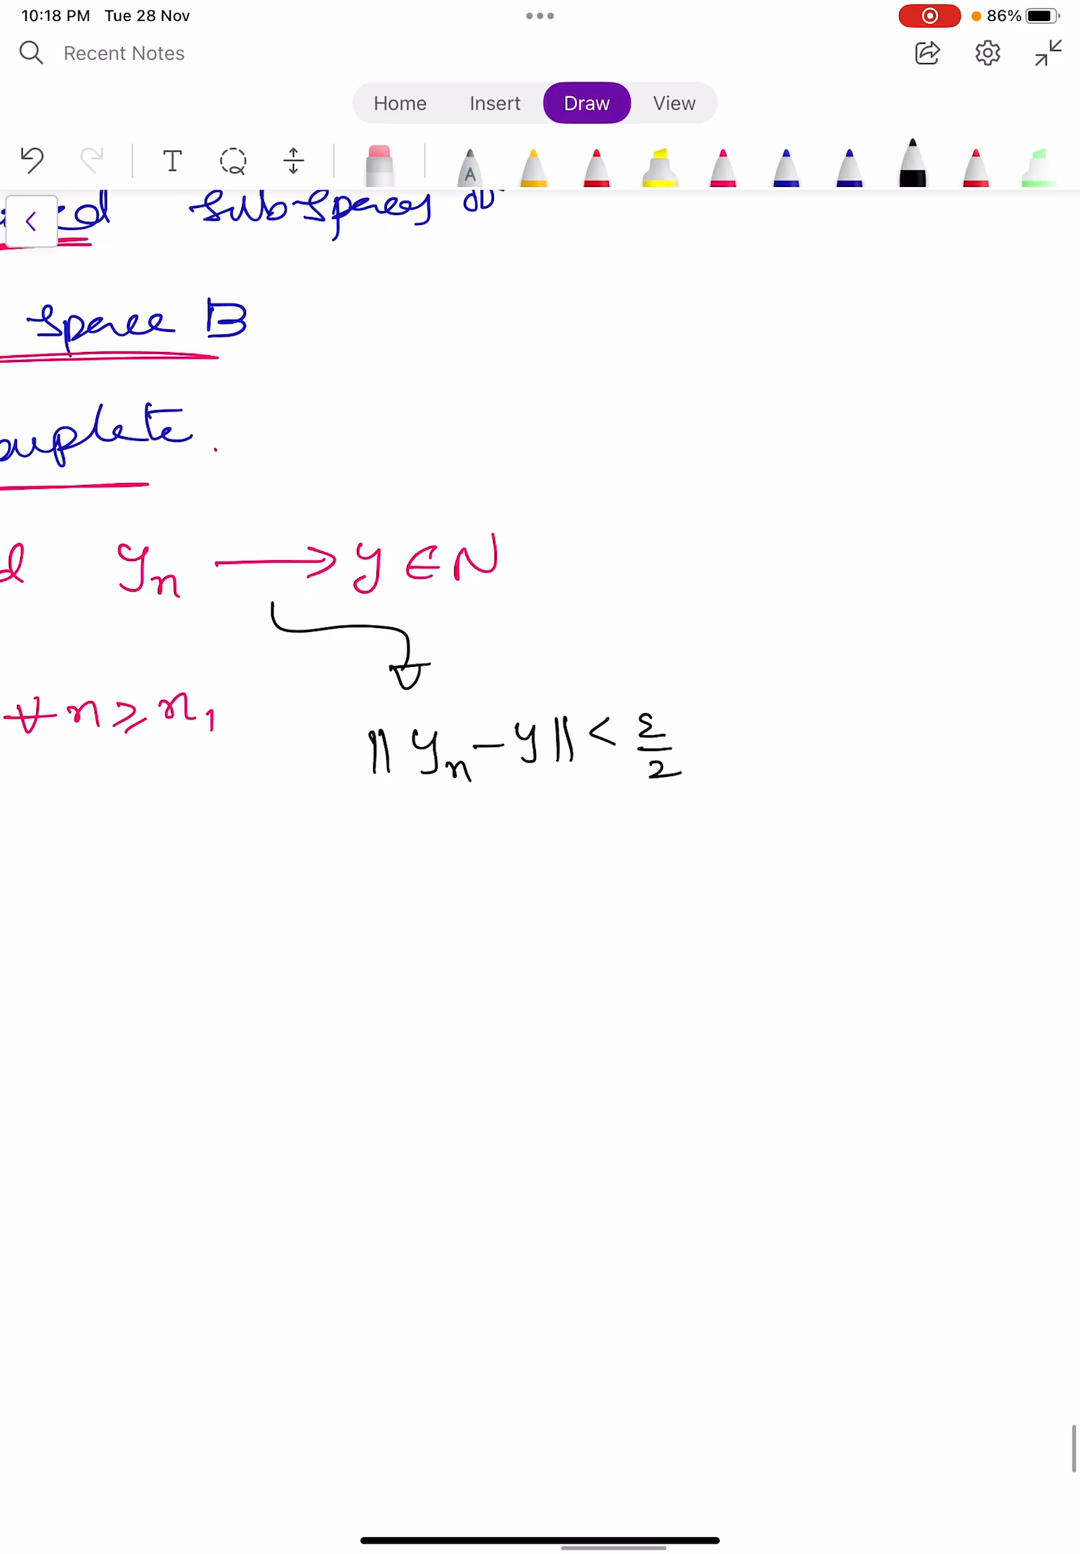 10:18 PM Tue 28 Nov
86%
Recent Notes
Home Insert Draw View
T
A
subspaces
space B
omplete.
d yn ⟶ y ∈ N
∀ n ≥ n₁
‖ yn − y ‖ < ε/2